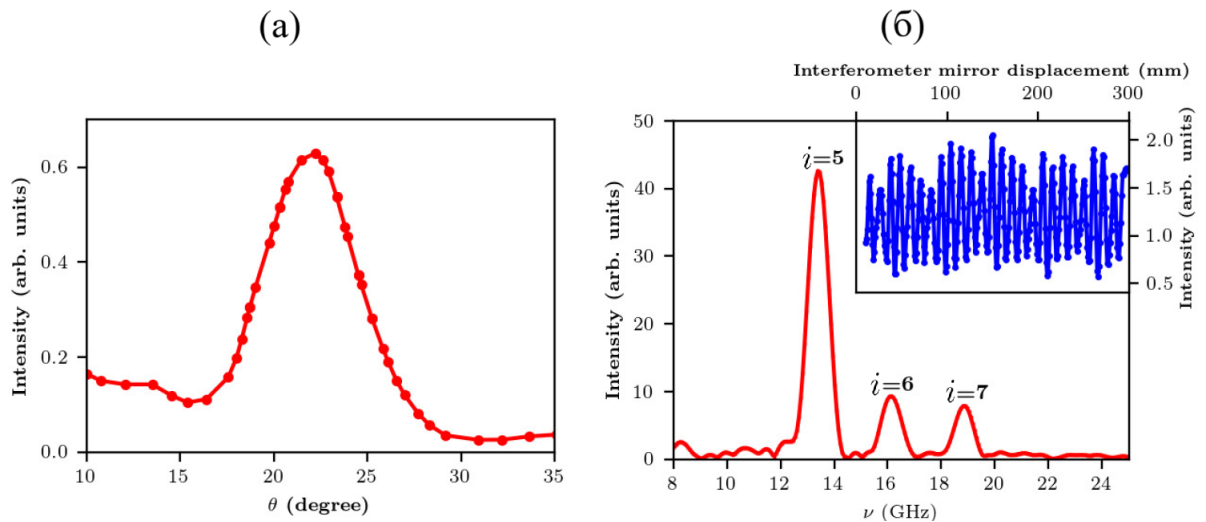 (а)
(б)
Interferometer mirror displacement (mm)
0 100 200 300
Intensity (arb. units)
0.6
0.4
0.2
0.0
10 15 20 25 30 35
θ (degree)
Intensity (arb. units)
50
40
30
20
10
0
i=5
i=6
i=7
2.0
1.5
1.0
0.5
Intensity (arb. units)
8 10 12 14 16 18 20 22 24
ν (GHz)